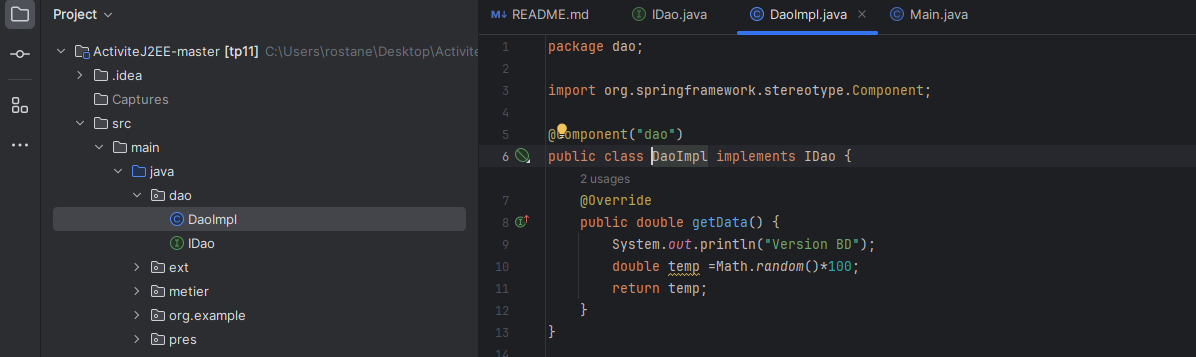 Project
ActiviteJ2EE-master [tp11] C:\Users\rostane\Desktop\Activite
.idea
Captures
src
main
java
dao
DaoImpl
IDao
ext
metier
org.example
pres
M↓ README.md
I IDao.java
C DaoImpl.java
C Main.java
1 package dao;
2
3 import org.springframework.stereotype.Component;
4
5 @Component("dao")
6 public class DaoImpl implements IDao {
2 usages
7 @Override
8 public double getData() {
9 System.out.println("Version BD");
10 double temp =Math.random()*100;
11 return temp;
12 }
13 }
14